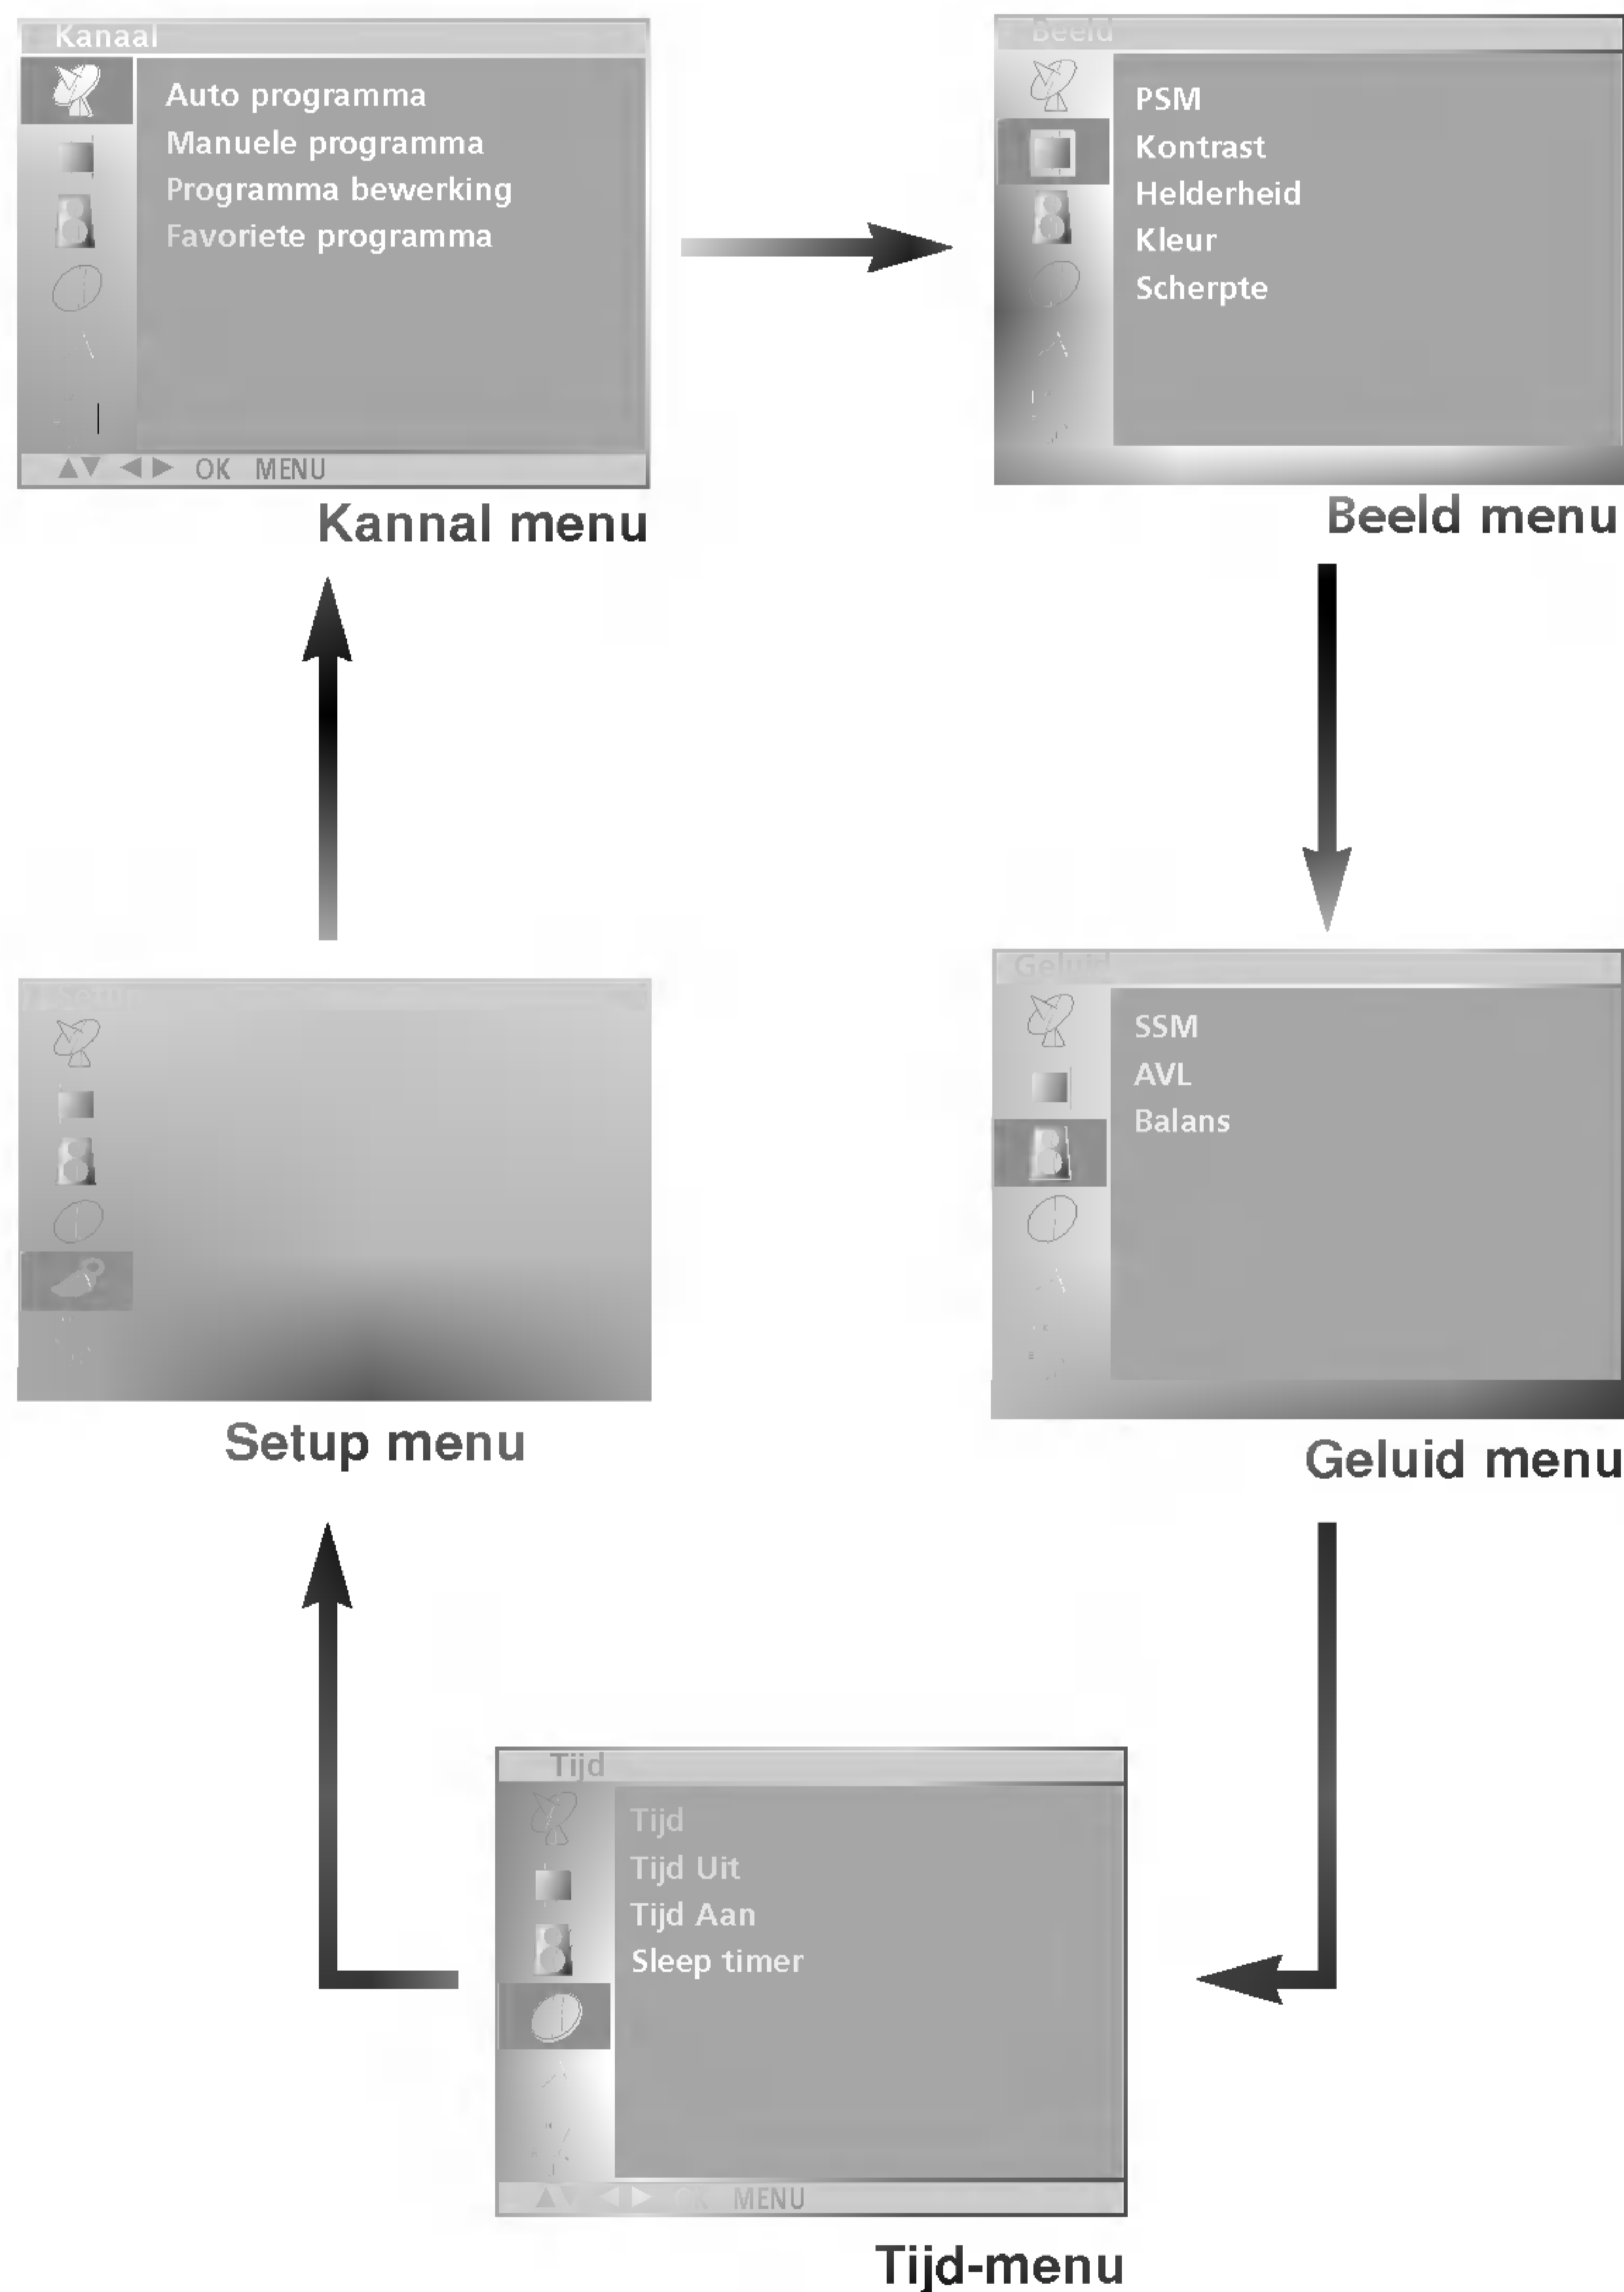 Kanaal
Auto programma
Manuele programma
Programma bewerking
Favoriete programma
OK MENU
Kannal menu
Beeld
PSM
Kontrast
Helderheid
Kleur
Scherpte
Beeld menu
Geluid
SSM
AVL
Balans
Geluid menu
Setup
Setup menu
Tijd
Tijd
Tijd Uit
Tijd Aan
Sleep timer
OK MENU
Tijd-menu